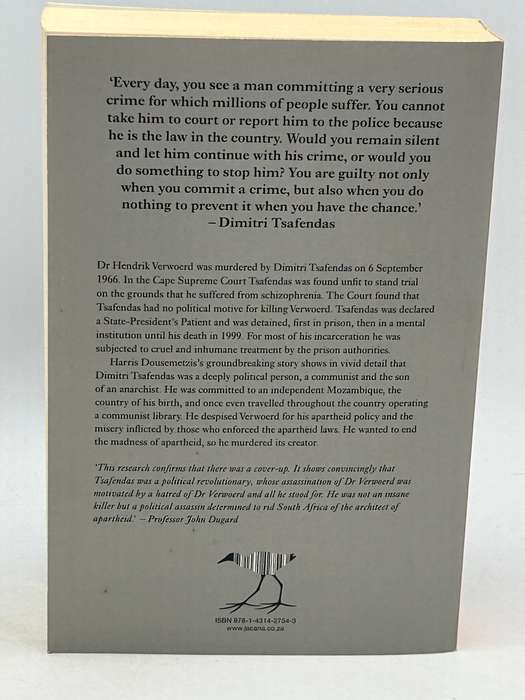 ‘Every day, you see a man committing a very serious
crime for which millions of people suffer. You cannot
take him to court or report him to the police because
he is the law in the country. Would you remain silent
and let him continue with his crime, or would you
do something to stop him? You are guilty not only
when you commit a crime, but also when you do
nothing to prevent it when you have the chance.’
– Dimitri Tsafendas
Dr Hendrik Verwoerd was murdered by Dimitri Tsafendas on 6 September
1966. In the Cape Supreme Court Tsafendas was found unfit to stand trial
on the grounds that he suffered from schizophrenia. The Court found that
Tsafendas had no political motive for killing Verwoerd. Tsafendas was declared
a State-President’s Patient and was detained, first in prison, then in a mental
institution until his death in 1999. For most of his incarceration he was
subjected to cruel and inhumane treatment by the prison authorities.
Harris Dousemetzis’s groundbreaking story shows in vivid detail that
Dimitri Tsafendas was a deeply political person, a communist and the son
of an anarchist. He was committed to an independent Mozambique, the
country of his birth, and once even travelled throughout the country operating
a communist library. He despised Verwoerd for his apartheid policy and the
misery inflicted by those who enforced the apartheid laws. He wanted to end
the madness of apartheid, so he murdered its creator.
‘This research confirms that there was a cover-up. It shows convincingly that
Tsafendas was a political revolutionary, whose assassination of Dr Verwoerd was
motivated by a hatred of Dr Verwoerd and all he stood for. He was not an insane
killer but a political assassin determined to rid South Africa of the architect of
apartheid.’ – Professor John Dugard
ISBN 978-1-4314-2754-3
www.jacana.co.za